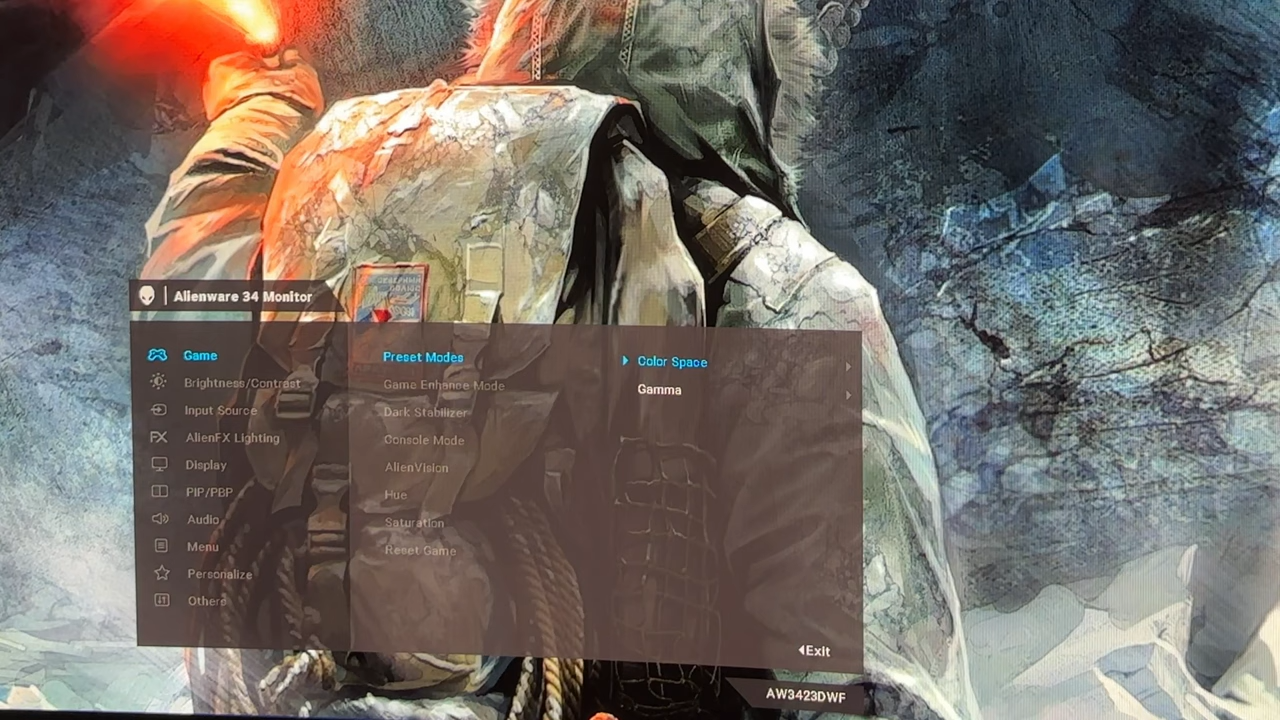 Alienware 34 Monitor
Game
Brightness/Contrast
Input Source
AlienFX Lighting
Display
PIP/PBP
Audio
Menu
Personalize
Others
Preset Modes
Game Enhance Mode
Dark Stabilizer
Console Mode
AlienVision
Hue
Saturation
Reset Game
Color Space
Gamma
Exit
AW3423DWF